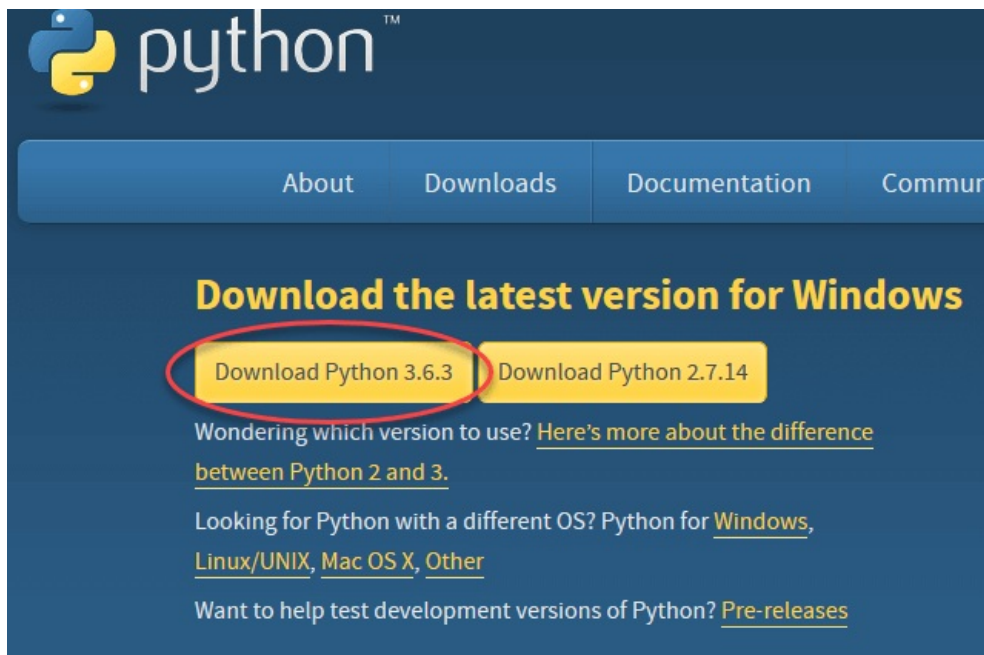 python™
About Downloads Documentation
Download the latest version for Windows
Download Python 3.6.3 Download Python 2.7.14
Wondering which version to use? Here's more about the difference
between Python 2 and 3.
Looking for Python with a different OS? Python for Windows,
Linux/UNIX, Mac OS X, Other
Want to help test development versions of Python? Pre-releases